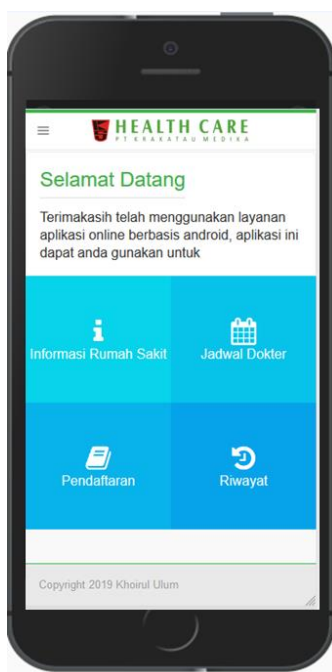 HEALTH CARE
PT KRAKATAU MEDIKA
Selamat Datang
Terimakasih telah menggunakan layanan
aplikasi online berbasis android, aplikasi ini
dapat anda gunakan untuk
Informasi Rumah Sakit
Jadwal Dokter
Pendaftaran
Riwayat
Copyright 2019 Khoirul Ulum